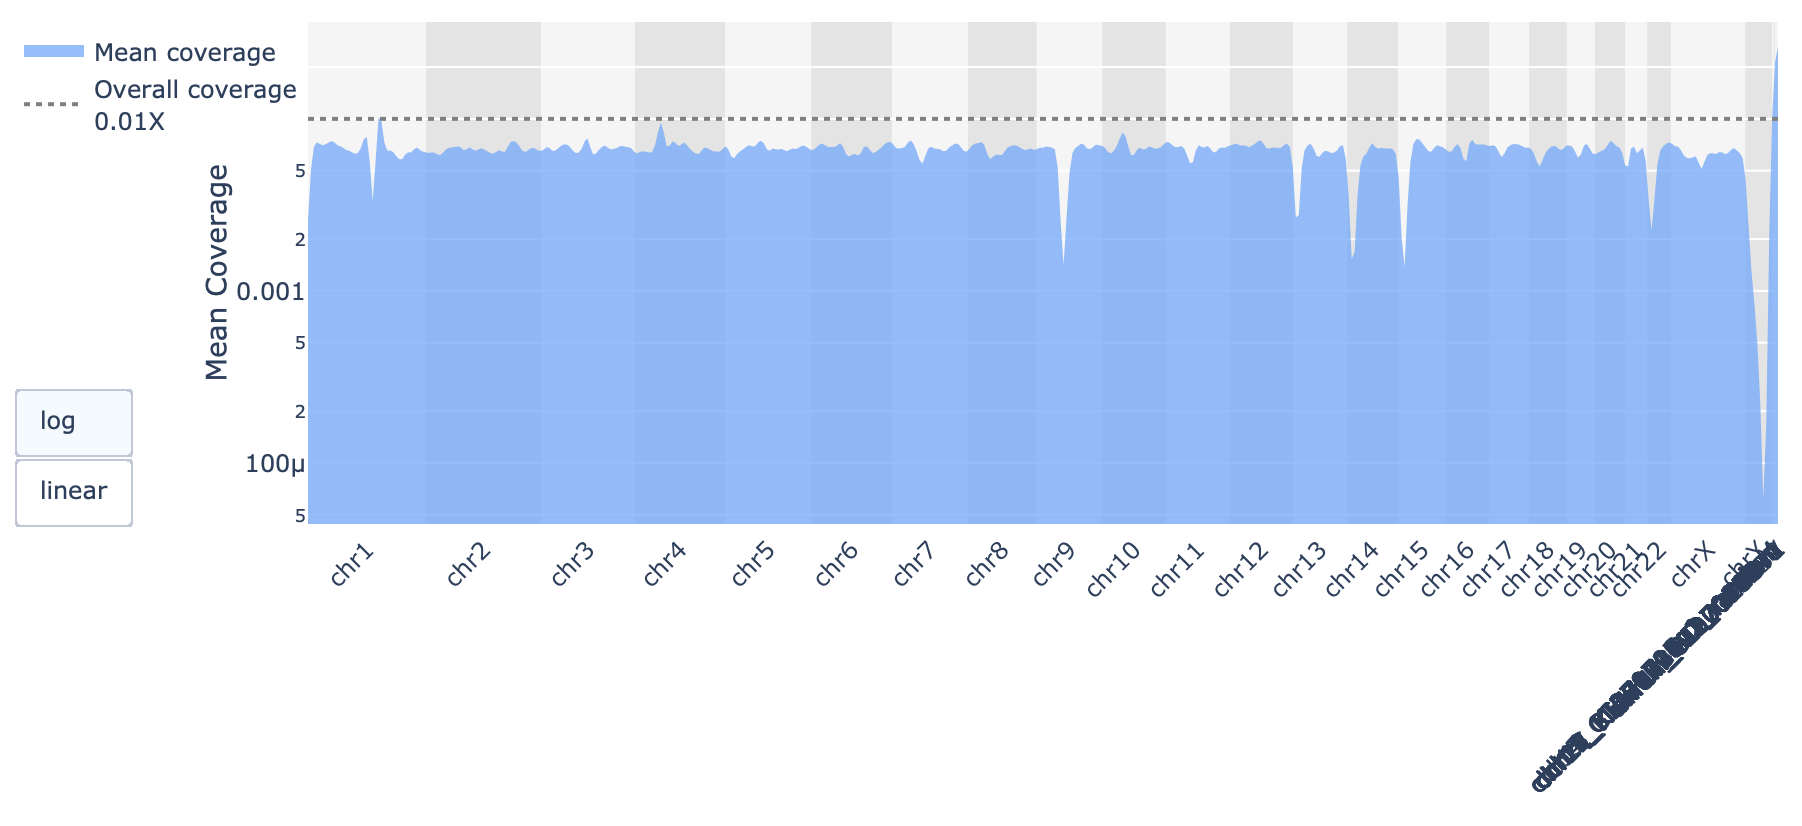 Mean coverage
Overall coverage
0.01X
Mean Coverage
5
2
0.001
5
2
100µ
5
log
linear
chr1
chr2
chr3
chr4
chr5
chr6
chr7
chr8
chr9
chr10
chr11
chr12
chr13
chr14
chr15
chr16
chr17
chr18
chr19
chr20
chr21
chr22
chrX